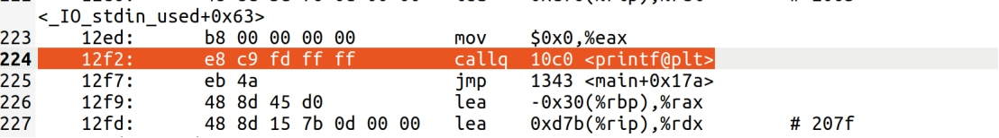 <_IO_stdin_used+0x63>
223 12ed: b8 00 00 00 00 mov $0x0,%eax
224 12f2: e8 c9 fd ff ff callq 10c0 <printf@plt>
225 12f7: eb 4a jmp 1343 <main+0x17a>
226 12f9: 48 8d 45 d0 lea -0x30(%rbp),%rax
227 12fd: 48 8d 15 7b 0d 00 00 lea 0xd7b(%rip),%rdx # 207f